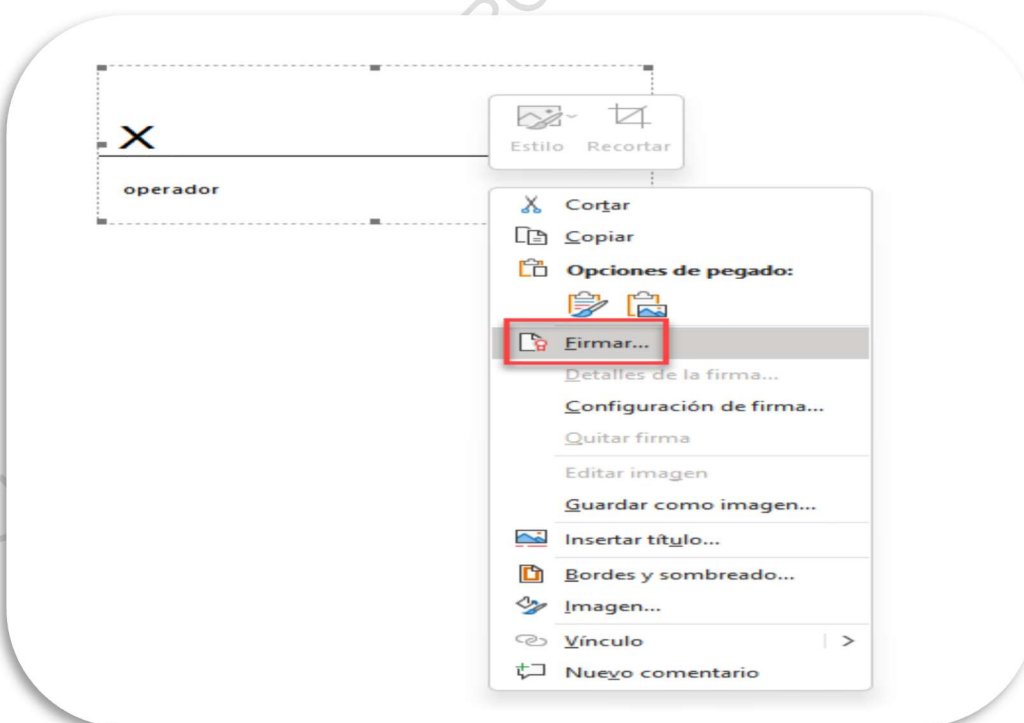 X
operador
Estilo Recortar
Cortar
Copiar
Opciones de pegado:
Firmar...
Detalles de la firma...
Configuración de firma...
Quitar firma
Editar imagen
Guardar como imagen...
Insertar título...
Bordes y sombreado...
Imagen...
Vínculo >
Nuevo comentario